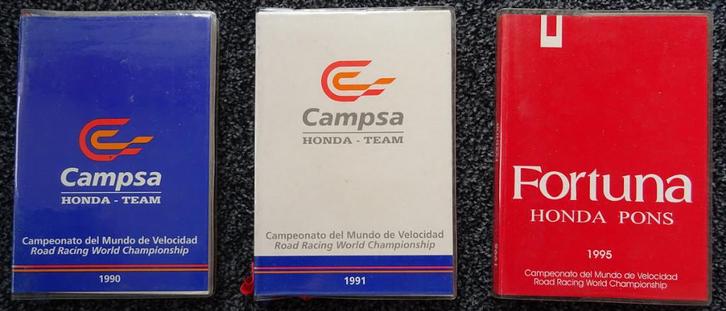 Campsa
HONDA - TEAM
Campeonato del Mundo de Velocidad
Road Racing World Championship
1990
Campsa
HONDA - TEAM
Campeonato del Mundo de Velocidad
Road Racing World Championship
1991
Fortuna
HONDA PONS
1995
Campeonato del Mundo de Velocidad
Road Racing World Championship